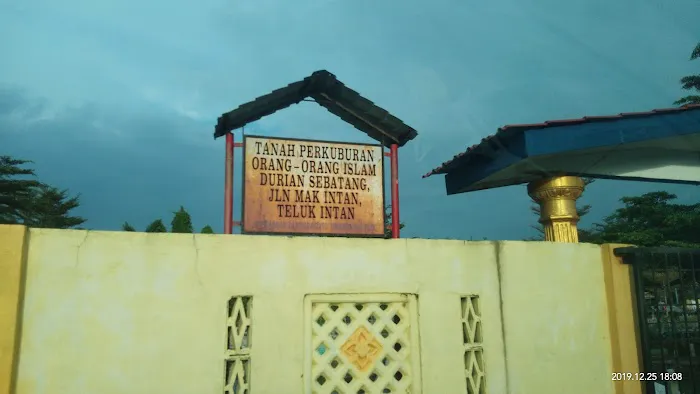 TANAH PERKUBURAN
ORANG-ORANG ISLAM
DURIAN SEBATANG,
JLN MAK INTAN,
TELUK INTAN
2019.12.25 18:08